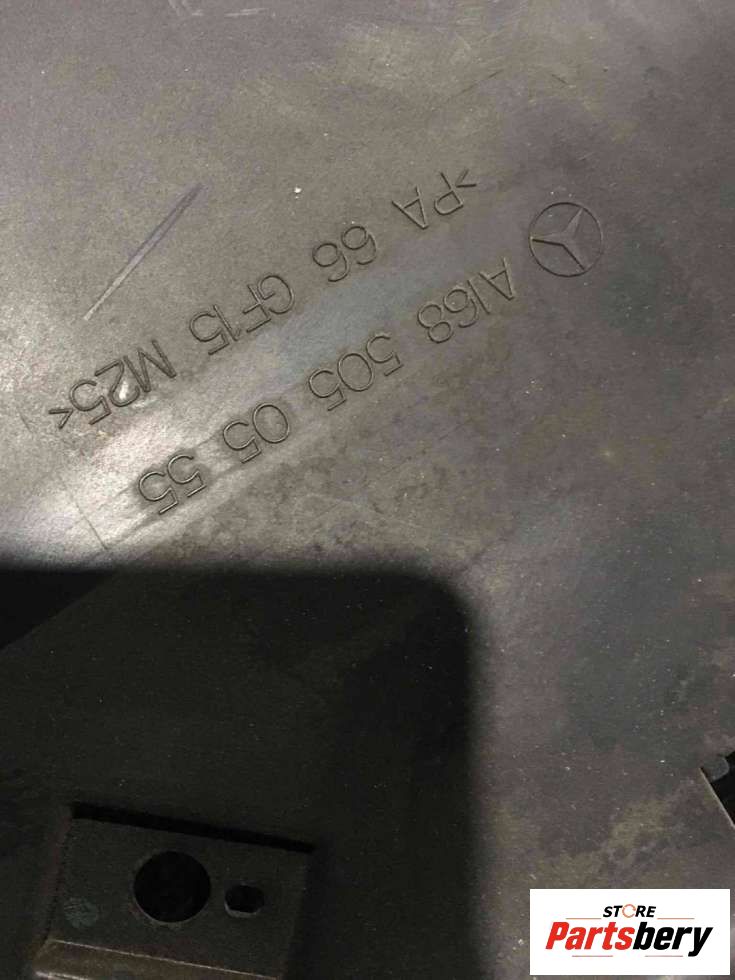 A168 505 05 55
>PA 66 GF15 M25<
STORE
Partsbery